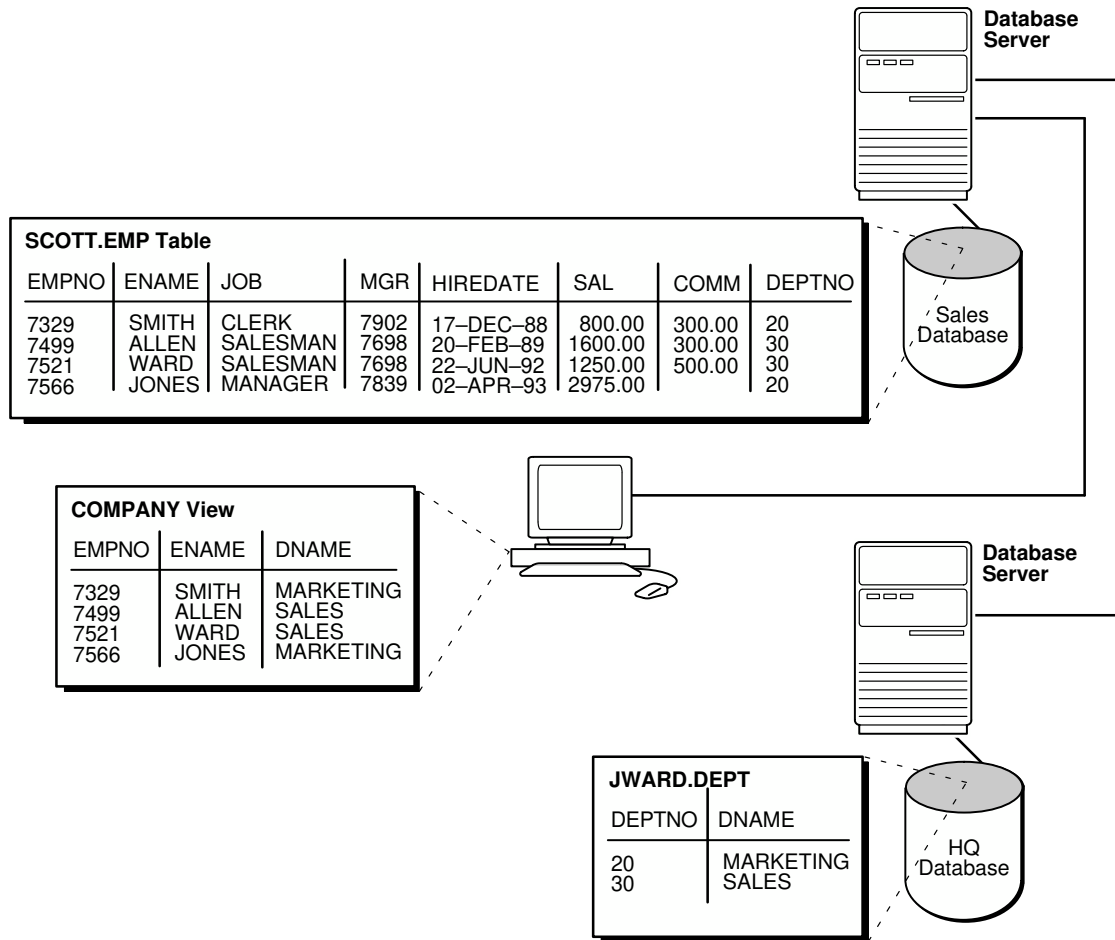 Database
Server
SCOTT.EMP Table
EMPNO ENAME JOB MGR HIREDATE SAL COMM DEPTNO
7329 SMITH CLERK 7902 17–DEC–88 800.00 300.00 20
7499 ALLEN SALESMAN 7698 20–FEB–89 1600.00 300.00 30
7521 WARD SALESMAN 7698 22–JUN–92 1250.00 500.00 30
7566 JONES MANAGER 7839 02–APR–93 2975.00 20
Sales
Database
COMPANY View
EMPNO ENAME DNAME
7329 SMITH MARKETING
7499 ALLEN SALES
7521 WARD SALES
7566 JONES MARKETING
Database
Server
JWARD.DEPT
DEPTNO DNAME
20 MARKETING
30 SALES
HQ
Database